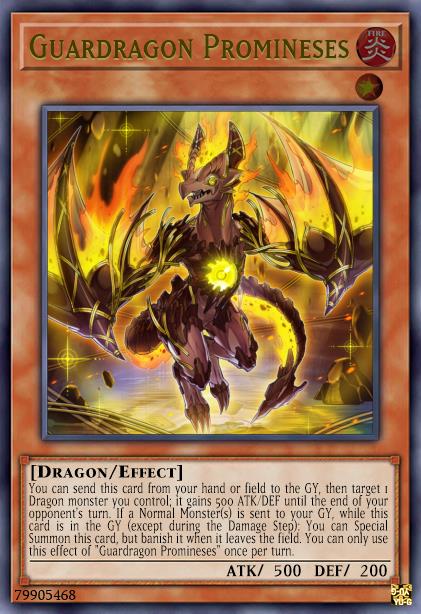 GUARDRAGON PROMINESES
FIRE
炎
[DRAGON/EFFECT]
You can send this card from your hand or field to the GY, then target 1
Dragon monster you control; it gains 500 ATK/DEF until the end of your
opponent's turn. If a Normal Monster(s) is sent to your GY, while this
card is in the GY (except during the Damage Step): You can Special
Summon this card, but banish it when it leaves the field. You can only use
this effect of "Guardragon Promineses" once per turn.
ATK/ 500 DEF/ 200
79905468